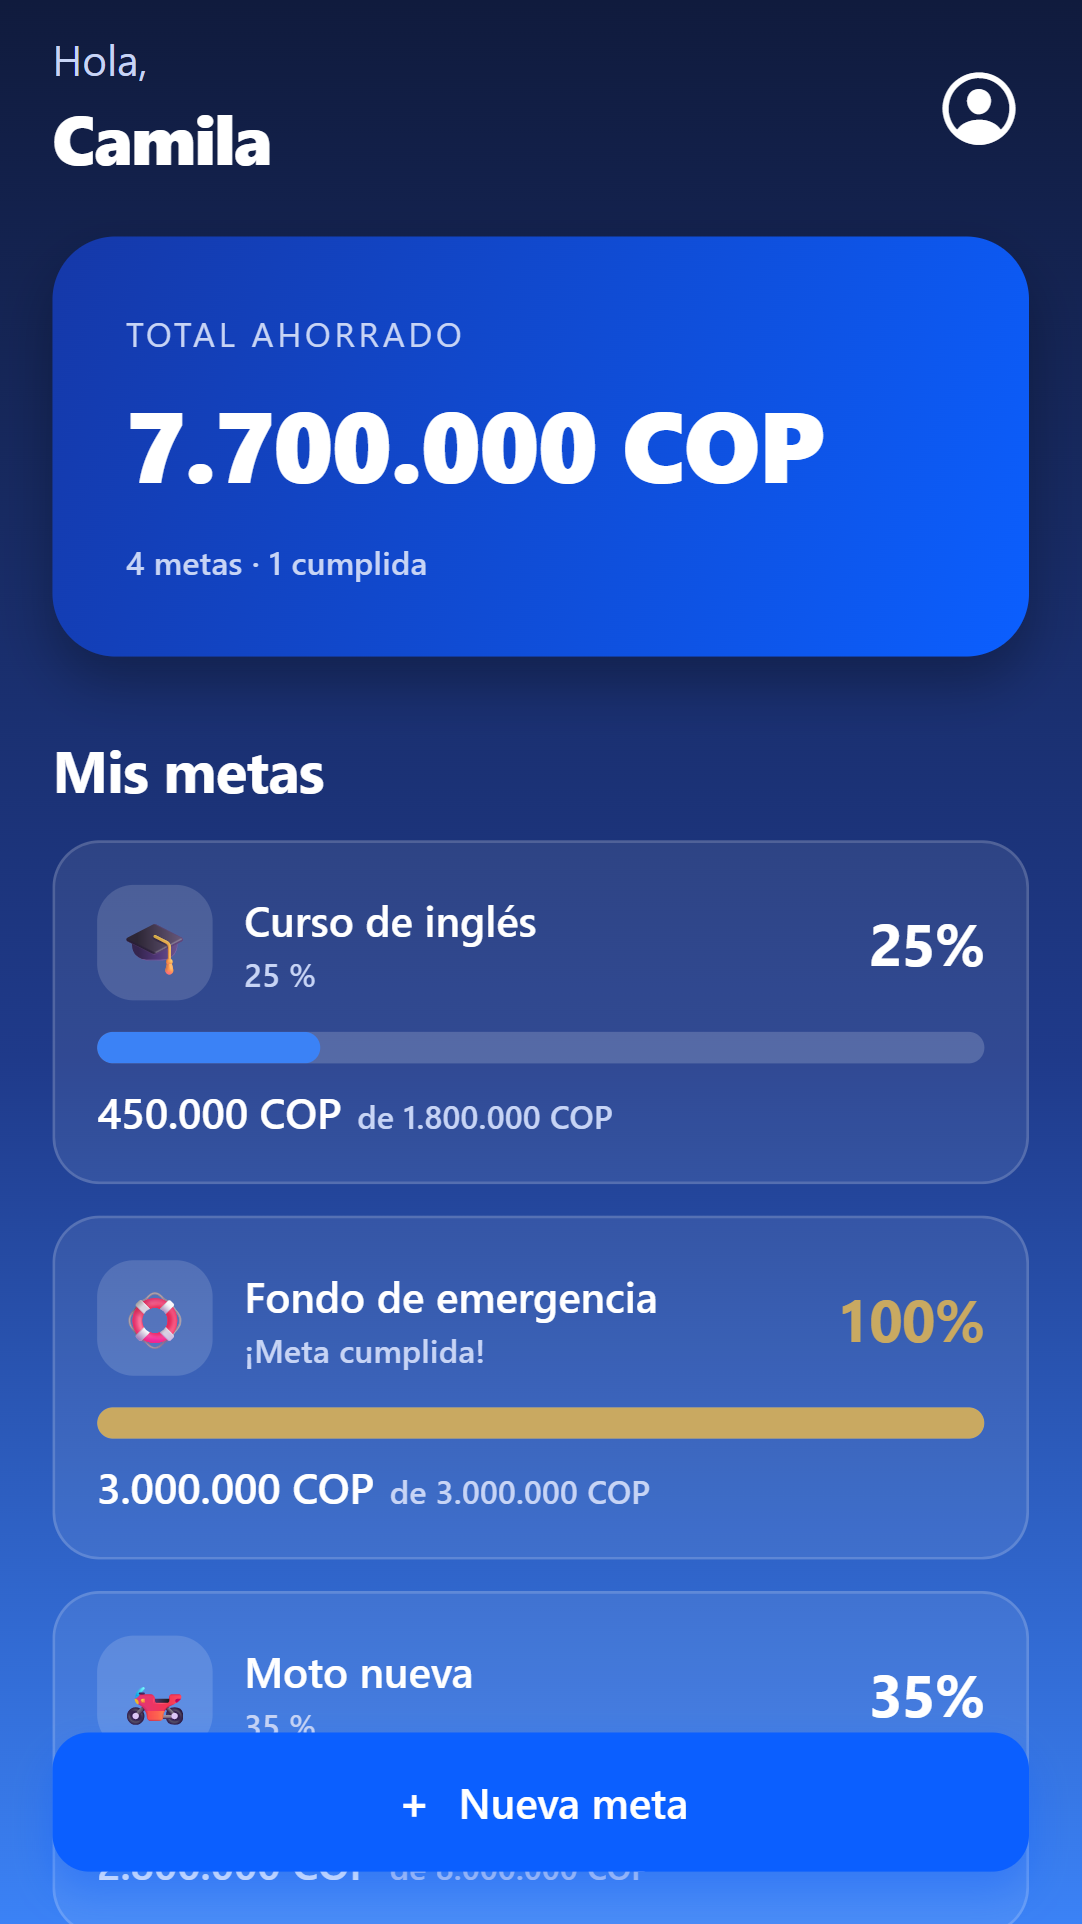 Hola,
Camila
TOTAL AHORRADO
7.700.000 COP
4 metas · 1 cumplida
Mis metas
Curso de inglés
25 %
25%
450.000 COP de 1.800.000 COP
Fondo de emergencia
¡Meta cumplida!
100%
3.000.000 COP de 3.000.000 COP
Moto nueva
35 %
35%
+ Nueva meta